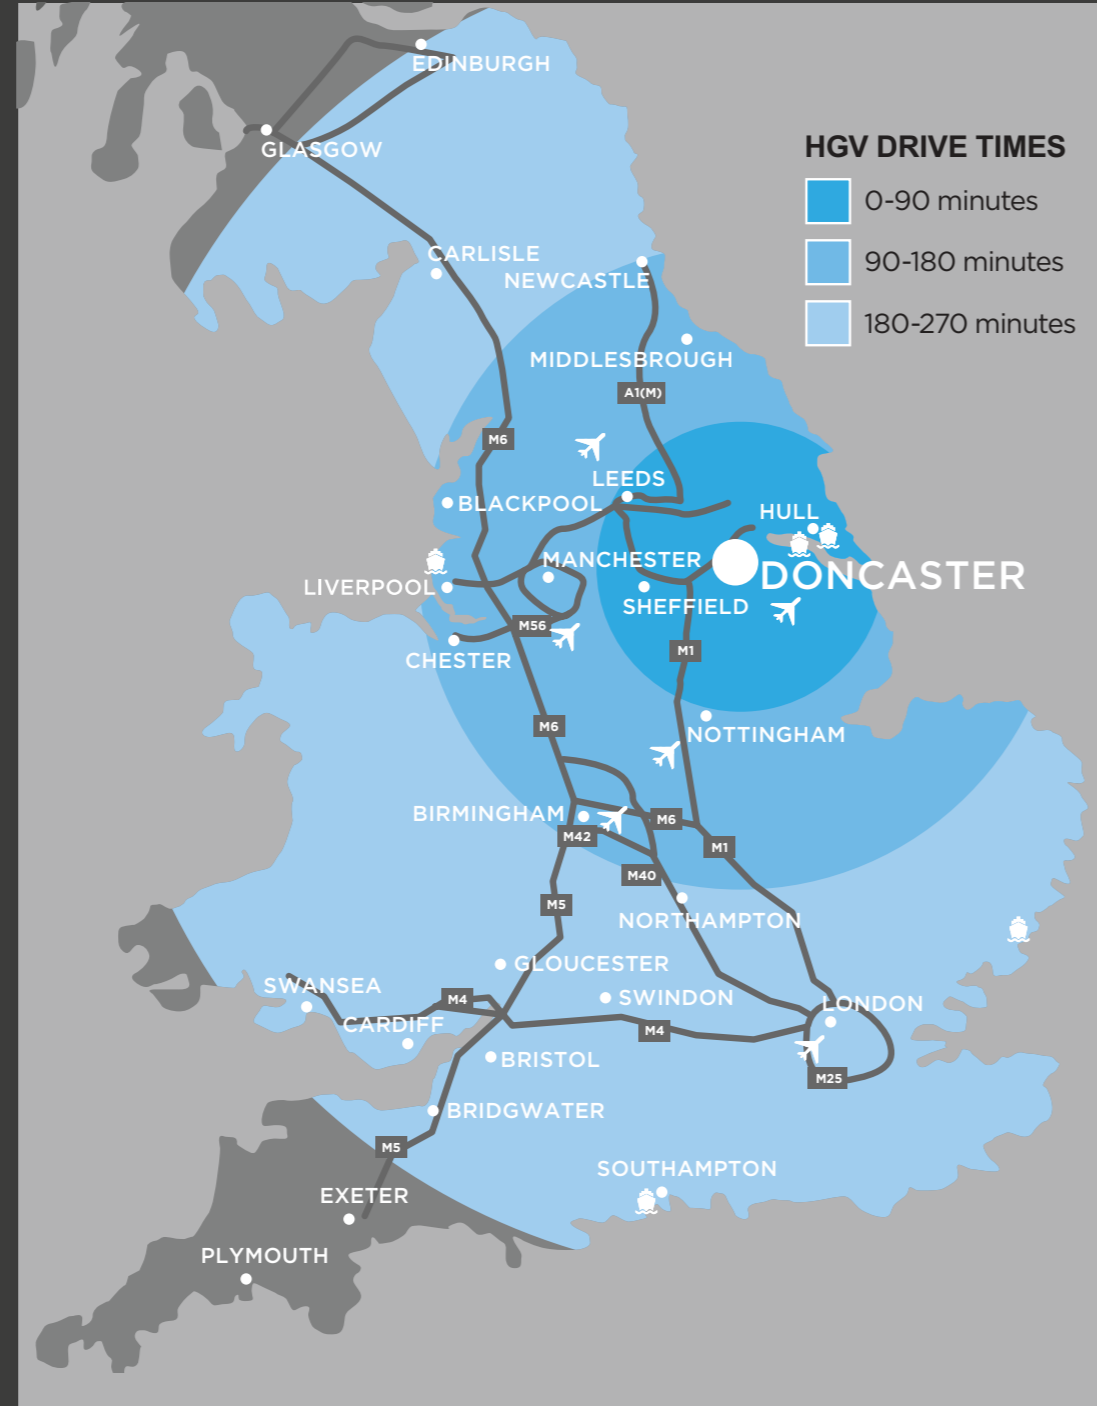 EDINBURGH
GLASGOW
HGV DRIVE TIMES
0-90 minutes
90-180 minutes
180-270 minutes
CARLISLE
NEWCASTLE
MIDDLESBROUGH
A1(M)
M6
LEEDS
BLACKPOOL
HULL
MANCHESTER
DONCASTER
LIVERPOOL
SHEFFIELD
M56
CHESTER
M1
M6
NOTTINGHAM
BIRMINGHAM
M6
M42
M1
M40
M5
NORTHAMPTON
GLOUCESTER
SWANSEA
M4
SWINDON
LONDON
CARDIFF
M4
BRISTOL
M25
BRIDGWATER
M5
SOUTHAMPTON
EXETER
PLYMOUTH